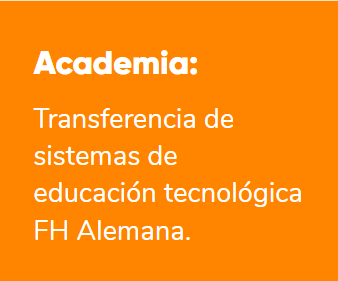 Academia:
Transferencia de
sistemas de
educación tecnológica
FH Alemana.